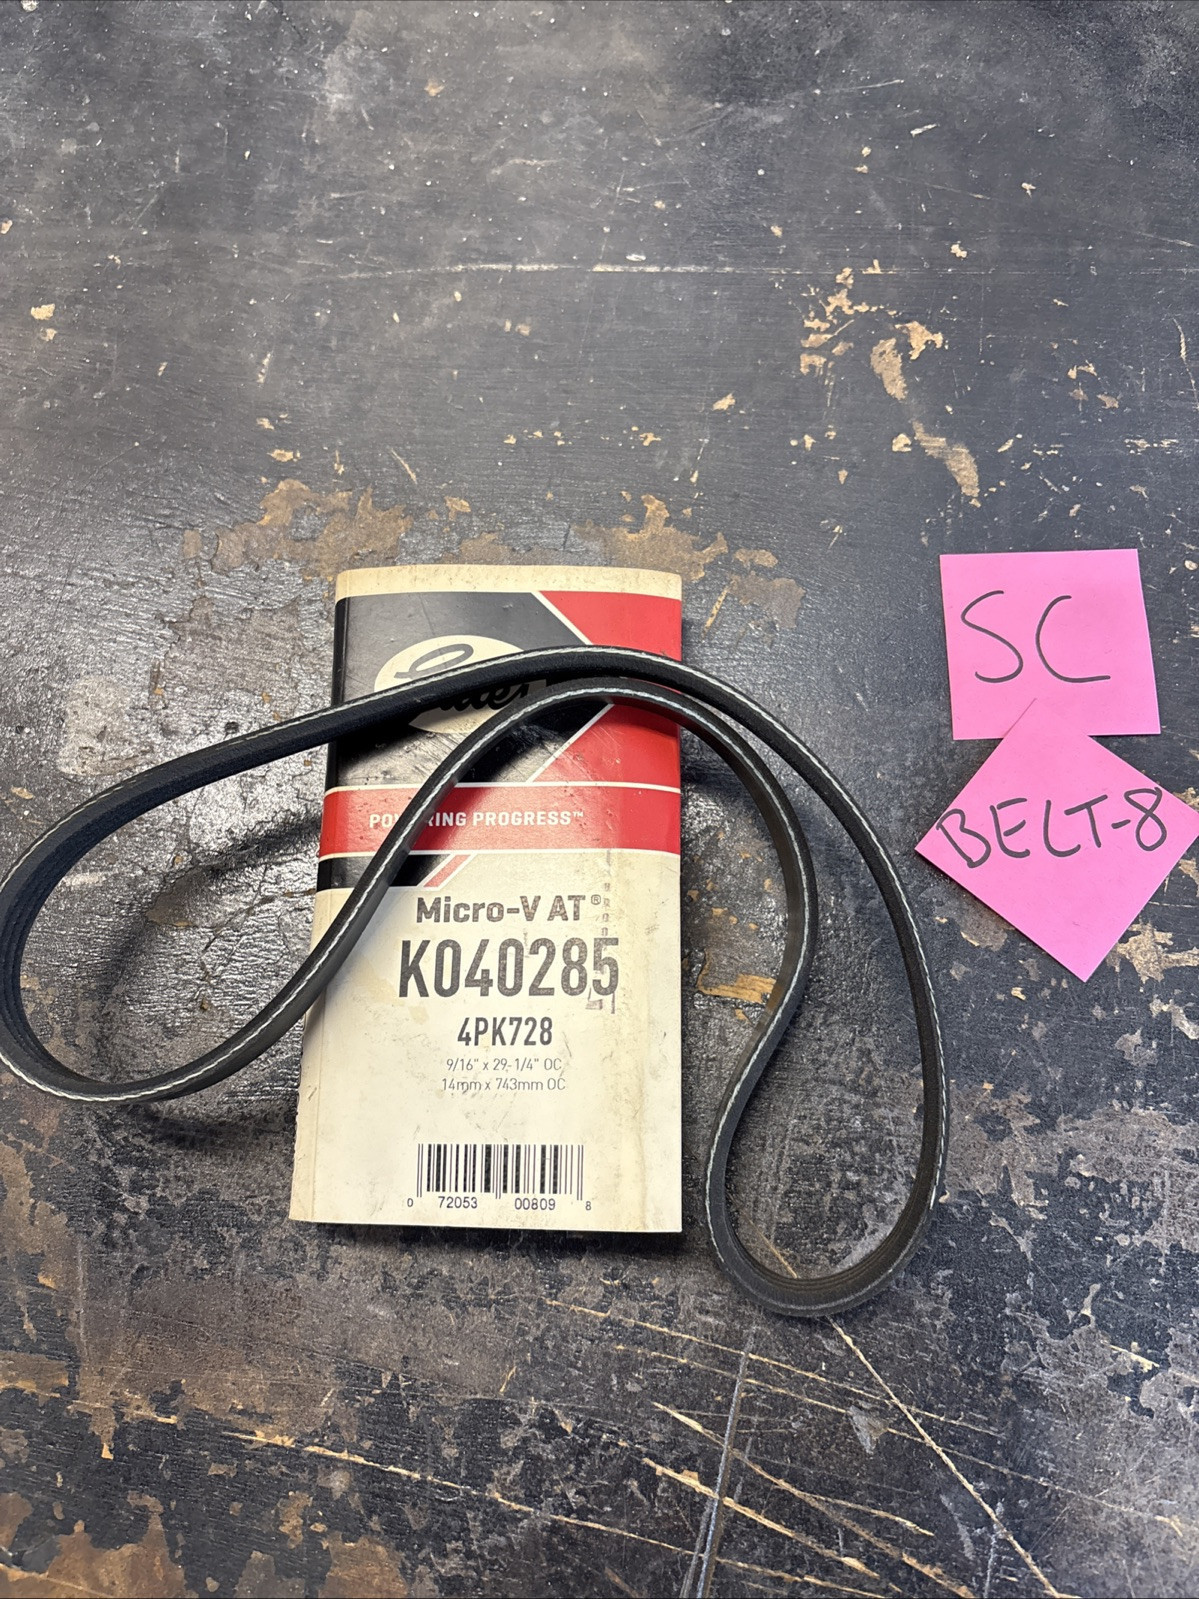 SC
BELT-8
POWERING PROGRESS™
Micro-V AT®
K040285
4PK728
9/16" x 29-1/4" OC
14mm x 743mm OC
0 72053 00809 8